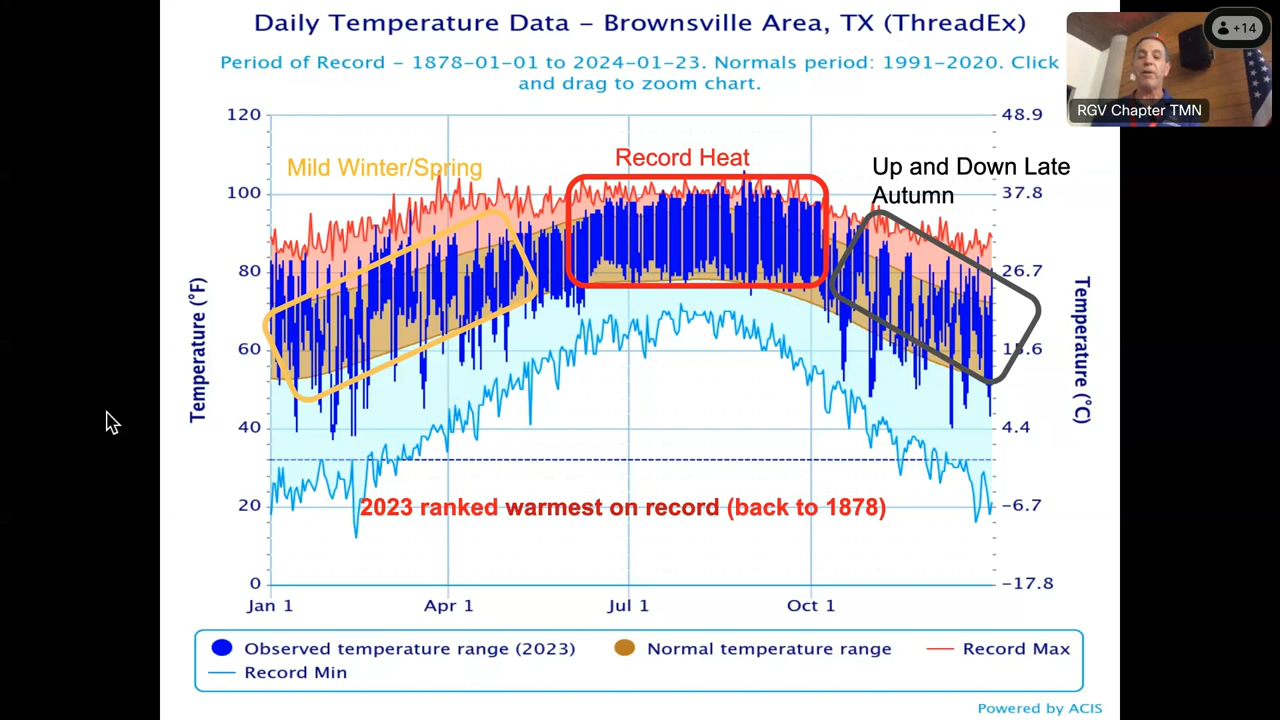 Daily Temperature Data – Brownsville Area, TX (ThreadEx)
+14
Period of Record – 1878-01-01 to 2024-01-23. Normals period: 1991-2020. Click
and drag to zoom chart.
RGV Chapter TMN
120
48.9
Mild Winter/Spring
Record Heat
Up and Down Late
Autumn
100
37.8
80
26.7
60
15.6
40
4.4
20
-6.7
0
-17.8
Temperature (°F)
Temperature (°C)
2023 ranked warmest on record (back to 1878)
Jan 1
Apr 1
Jul 1
Oct 1
Observed temperature range (2023)
Normal temperature range
Record Max
Record Min
Powered by ACIS